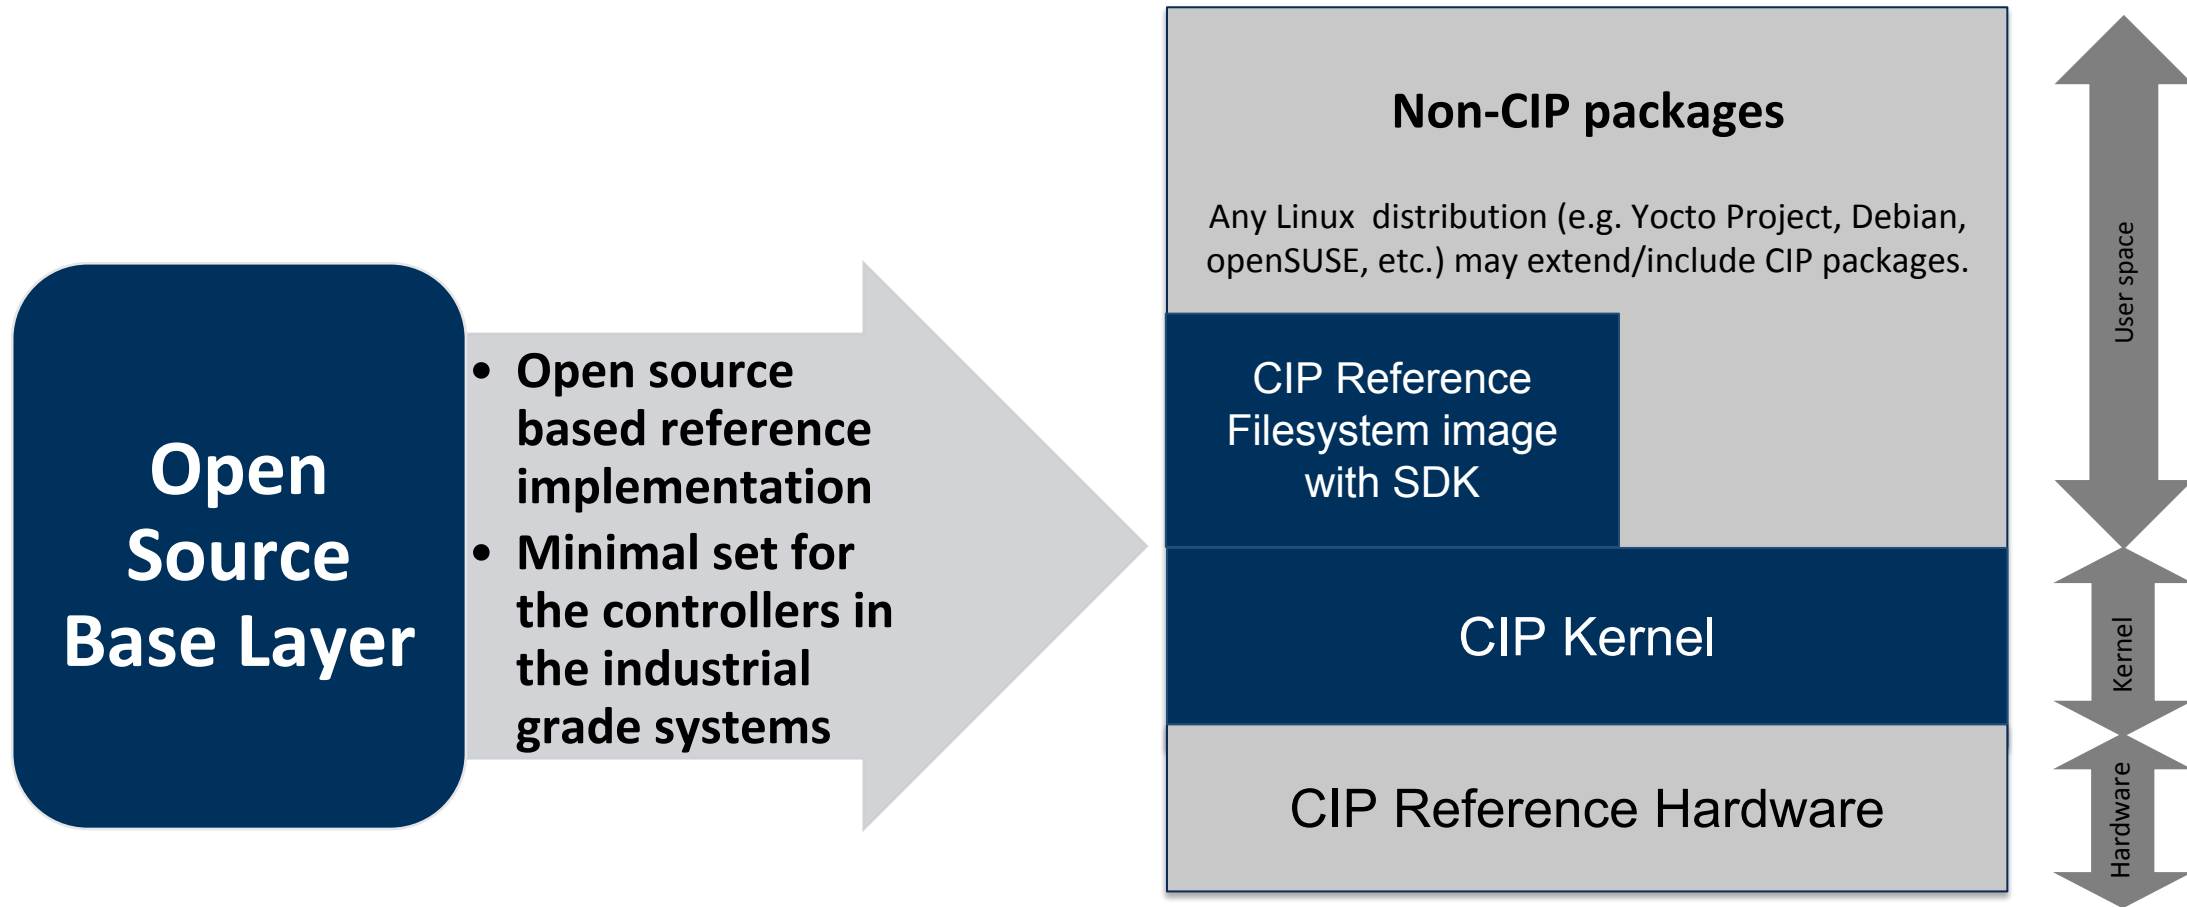 Open
Source
Base Layer
• Open source
based reference
implementation
• Minimal set for
the controllers in
the industrial
grade systems
Non-CIP packages
Any Linux distribution (e.g. Yocto Project, Debian,
openSUSE, etc.) may extend/include CIP packages.
CIP Reference
Filesystem image
with SDK
CIP Kernel
CIP Reference Hardware
User space
Kernel
Hardware